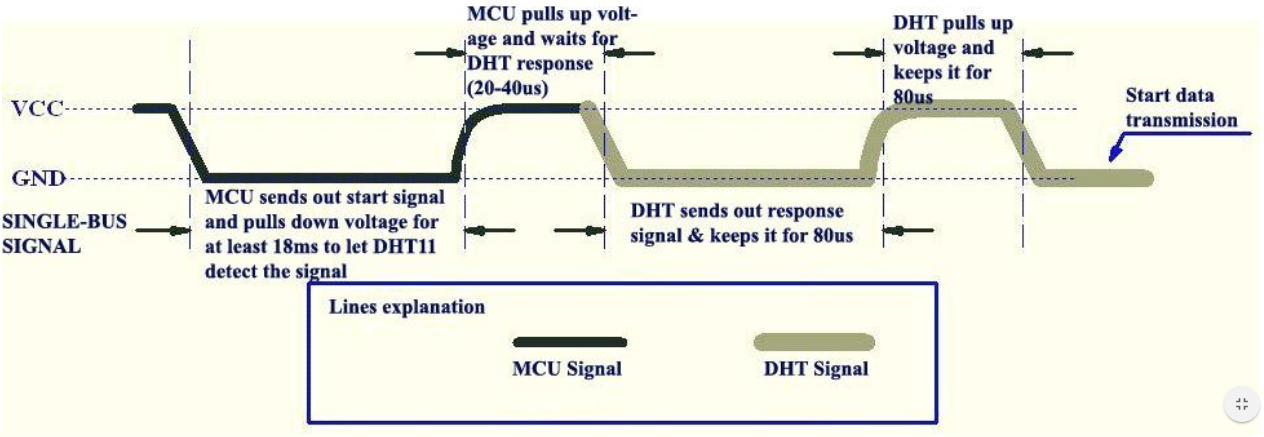 MCU pulls up volt-
age and waits for
DHT response
(20-40us)
DHT pulls up
voltage and
keeps it for
80us
VCC
Start data
transmission
GND
SINGLE-BUS
SIGNAL
MCU sends out start signal
and pulls down voltage for
at least 18ms to let DHT11
detect the signal
DHT sends out response
signal & keeps it for 80us
Lines explanation
MCU Signal
DHT Signal